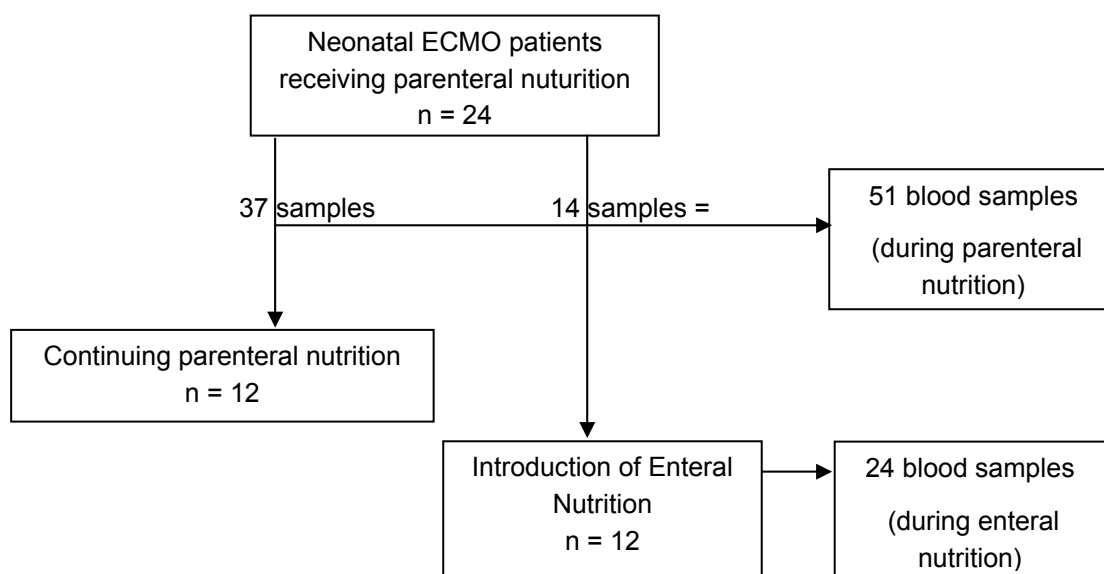 Neonatal ECMO patients
receiving parenteral nuturition
n = 24
37 samples
14 samples =
51 blood samples
(during parenteral
nutrition)
Continuing parenteral nutrition
n = 12
Introduction of Enteral
Nutrition
n = 12
24 blood samples
(during enteral
nutrition)